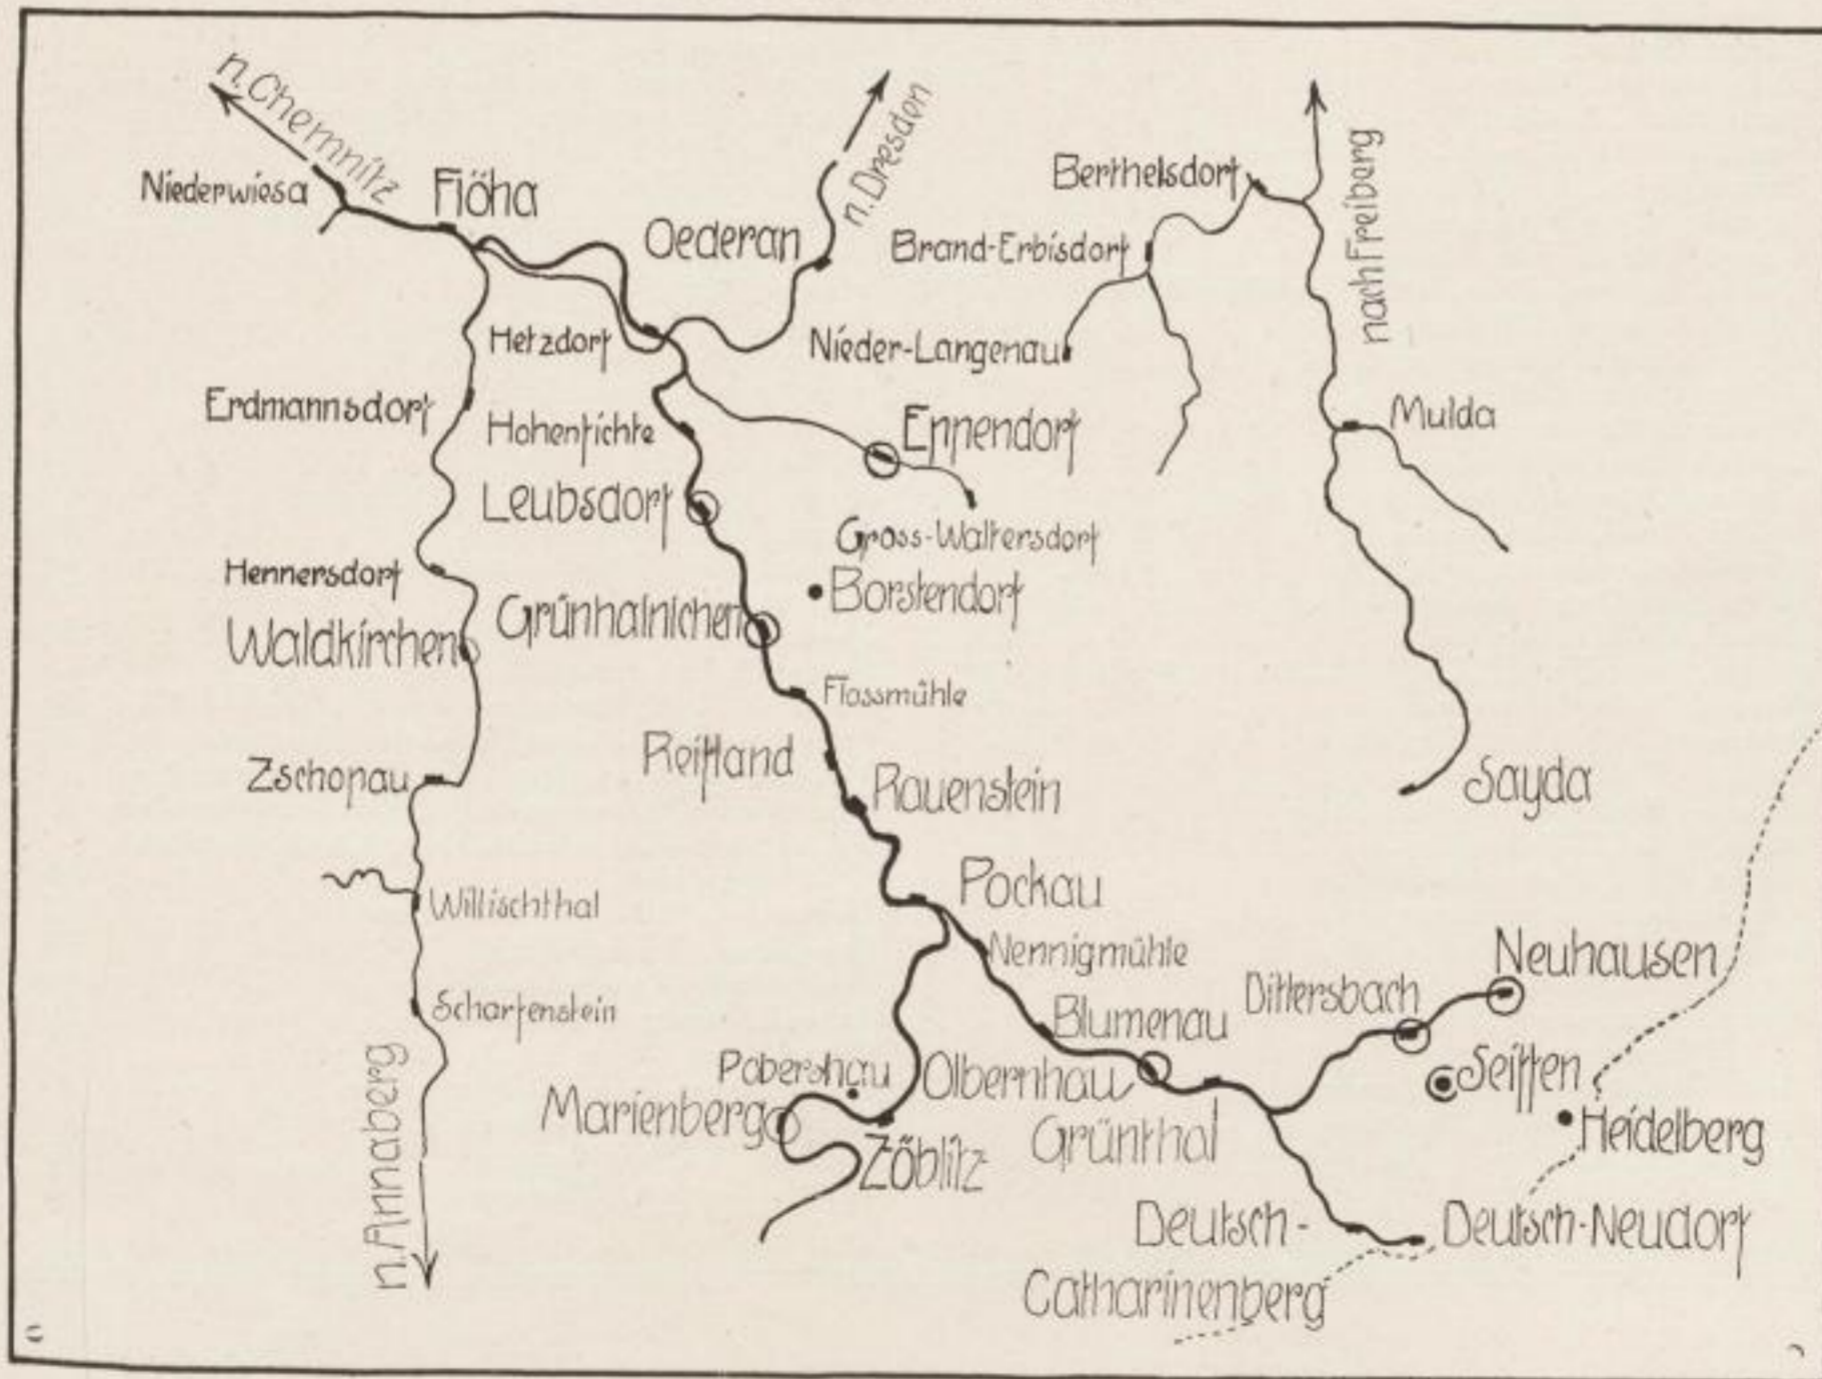 n. Chemnitz
n. Dresden
Niederwiesa
Flöha
Berthelsdorf
nach Freiberg
Oederan
Brand-Erbisdorf
Hetzdorf
Nieder-Langenau
Erdmannsdorf
Hohenfichte
Eppendorf
Mulda
Leubsdorf
Gross-Waltersdorf
Hennersdorf
Borstendorf
Grünhainichen
Waldkirchen
Flossmühle
Reifland
Zschopau
Rauenstein
Sayda
Pockau
Willischthal
Nennigmühle
Neuhausen
Dittersbach
Scharfenstein
Blumenau
Pobershau
Olbernhau
Seiffen
Marienberg
Grünthal
Heidelberg
Zöblitz
n. Annaberg
Deutsch-
Catharinenberg
Deutsch-Neudorf